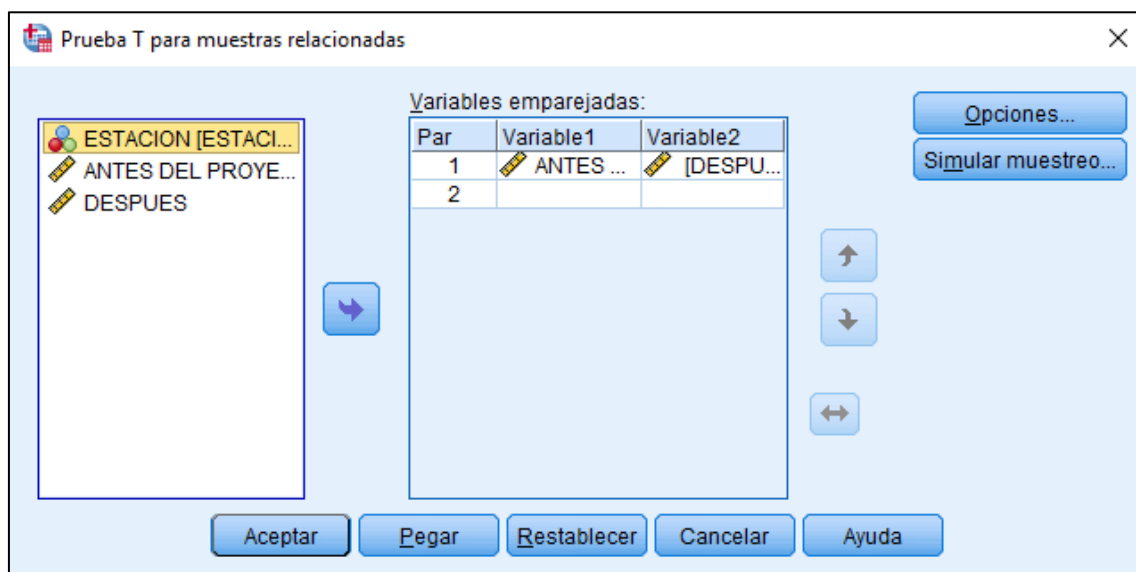 Prueba T para muestras relacionadas
Variables emparejadas:
ESTACION [ESTACI...
ANTES DEL PROYE...
DESPUES
Par Variable1 Variable2
1 ANTES ... [DESPU...
2
Opciones...
Simular muestreo...
Aceptar Pegar Restablecer Cancelar Ayuda